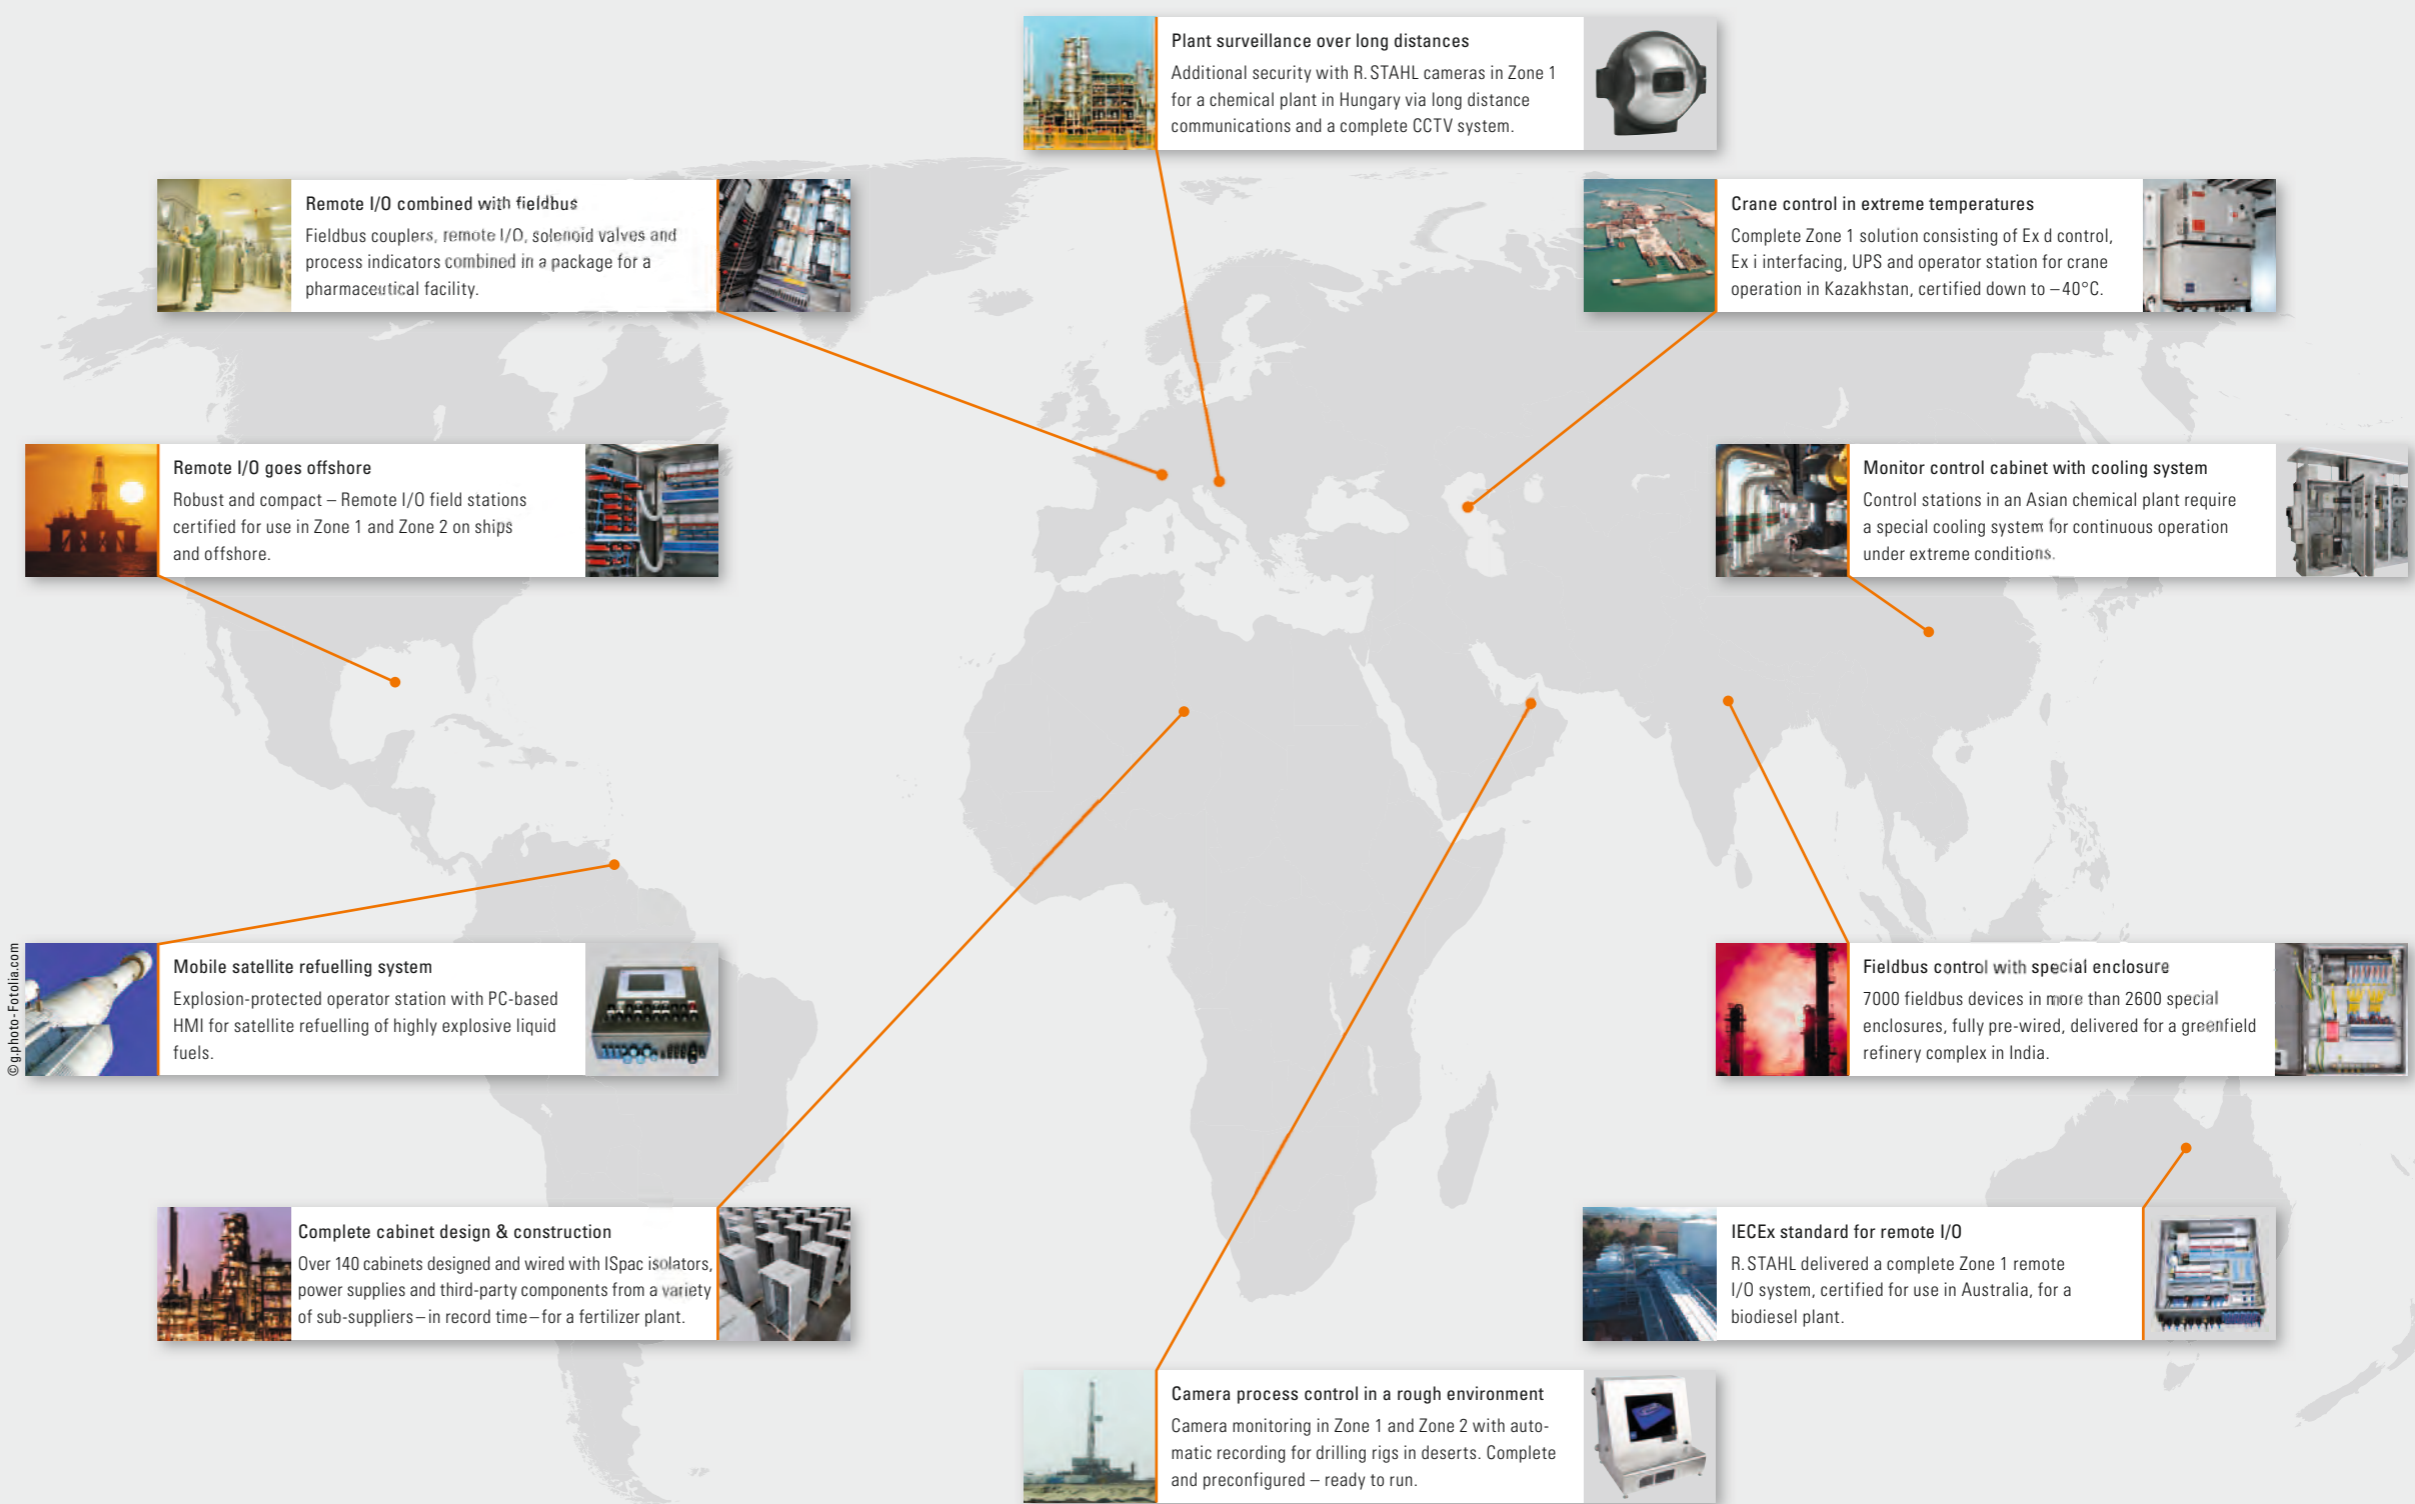 Plant surveillance over long distances
Additional security with R. STAHL cameras in Zone 1
for a chemical plant in Hungary via long distance
communications and a complete CCTV system.
Remote I/O combined with fieldbus
Fieldbus couplers, remote I/O, solenoid valves and
process indicators combined in a package for a
pharmaceutical facility.
Crane control in extreme temperatures
Complete Zone 1 solution consisting of Ex d control,
Ex i interfacing, UPS and operator station for crane
operation in Kazakhstan, certified down to –40°C.
Remote I/O goes offshore
Robust and compact – Remote I/O field stations
certified for use in Zone 1 and Zone 2 on ships
and offshore.
Monitor control cabinet with cooling system
Control stations in an Asian chemical plant require
a special cooling system for continuous operation
under extreme conditions.
© g.photo-Fotolia.com
Mobile satellite refuelling system
Explosion-protected operator station with PC-based
HMI for satellite refuelling of highly explosive liquid
fuels.
Fieldbus control with special enclosure
7000 fieldbus devices in more than 2600 special
enclosures, fully pre-wired, delivered for a greenfield
refinery complex in India.
Complete cabinet design & construction
Over 140 cabinets designed and wired with ISpac isolators,
power supplies and third-party components from a variety
of sub-suppliers – in record time – for a fertilizer plant.
IECEx standard for remote I/O
R. STAHL delivered a complete Zone 1 remote
I/O system, certified for use in Australia, for a
biodiesel plant.
Camera process control in a rough environment
Camera monitoring in Zone 1 and Zone 2 with auto-
matic recording for drilling rigs in deserts. Complete
and preconfigured – ready to run.